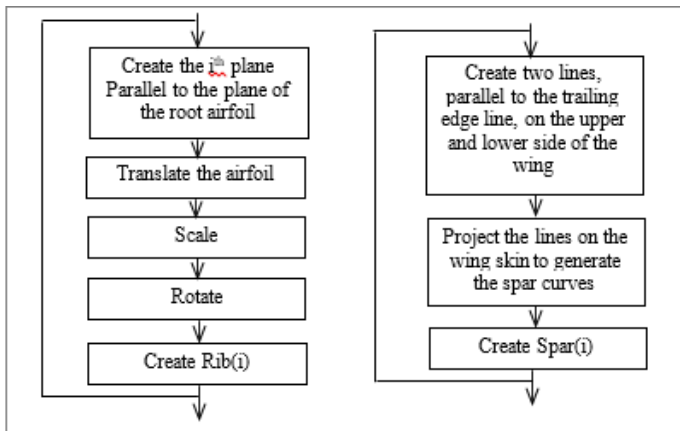 Create the ith plane
Parallel to the plane of
the root airfoil
Translate the airfoil
Scale
Rotate
Create Rib(i)
Create two lines,
parallel to the trailing
edge line, on the upper
and lower side of the
wing
Project the lines on the
wing skin to generate
the spar curves
Create Spar(i)